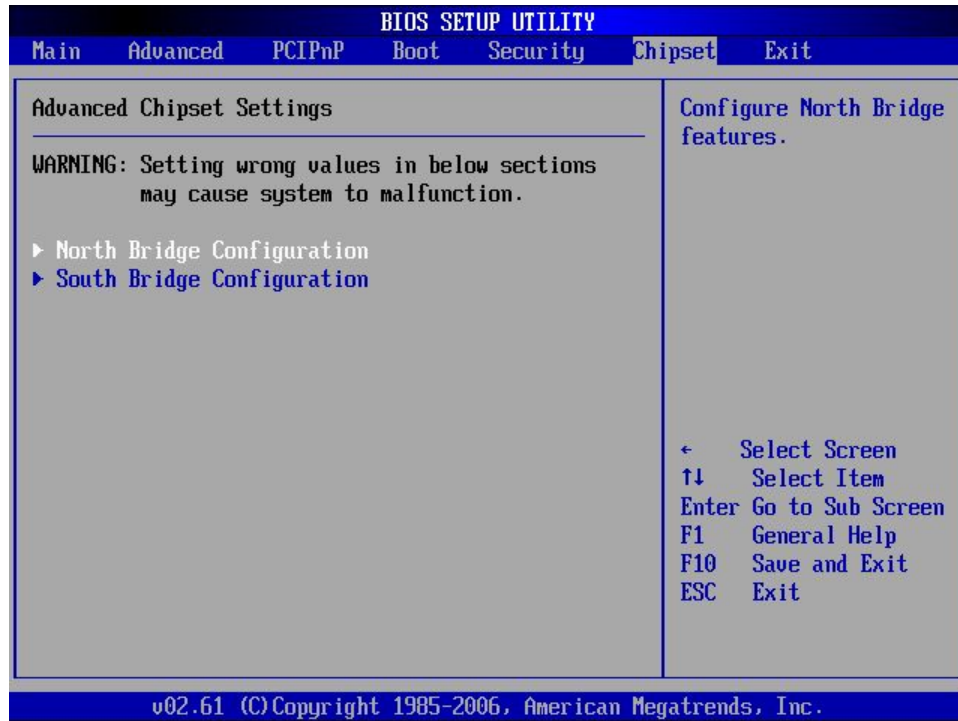 BIOS SETUP UTILITY
Main Advanced PCIPnP Boot Security Chipset Exit
Advanced Chipset Settings
WARNING: Setting wrong values in below sections
may cause system to malfunction.
▶ North Bridge Configuration
▶ South Bridge Configuration
Configure North Bridge
features.
← Select Screen
↑↓ Select Item
Enter Go to Sub Screen
F1 General Help
F10 Save and Exit
ESC Exit
v02.61 (C)Copyright 1985-2006, American Megatrends, Inc.